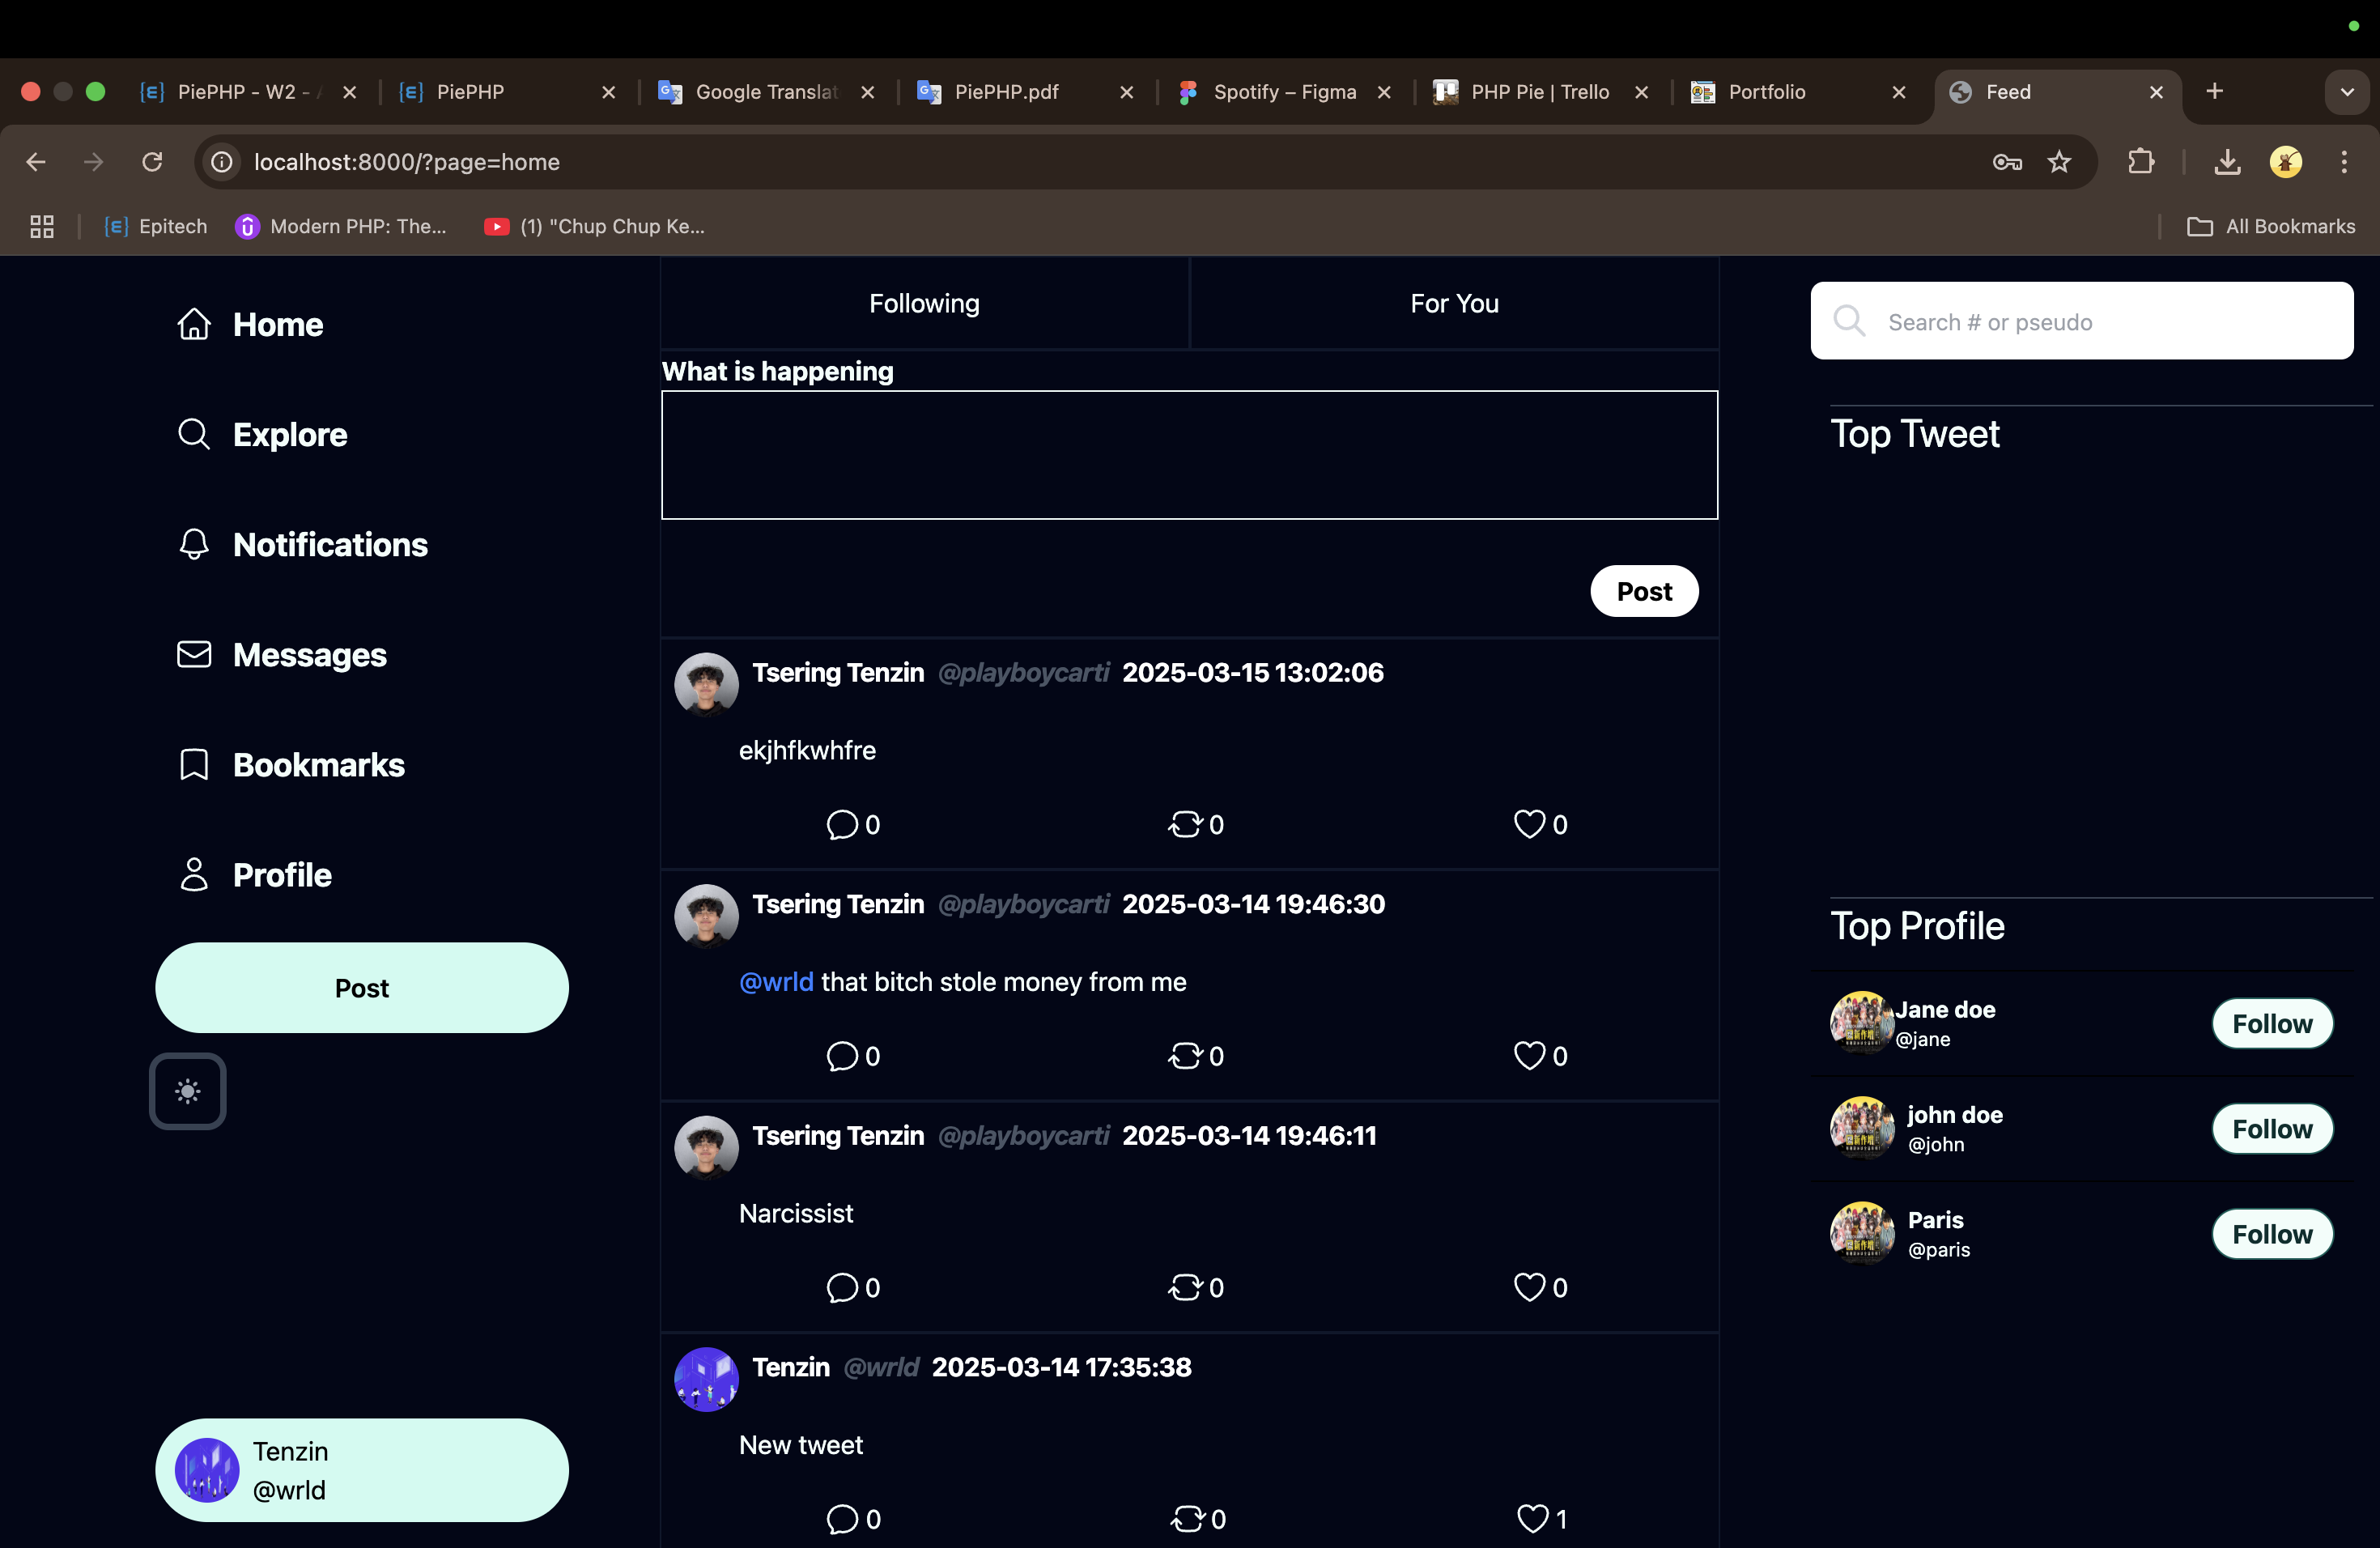 PiePHP - W2 -
PiePHP
Google Translat
PiePHP.pdf
Spotify – Figma
PHP Pie | Trello
Portfolio
Feed
localhost:8000/?page=home
Epitech
Modern PHP: The...
(1) "Chup Chup Ke...
All Bookmarks
Home
Explore
Notifications
Messages
Bookmarks
Profile
Post
Tenzin
@wrld
Following
For You
What is happening
Post
Tsering Tenzin @playboycarti 2025-03-15 13:02:06
ekjhfkwhfre
0 0 0
Tsering Tenzin @playboycarti 2025-03-14 19:46:30
@wrld that bitch stole money from me
0 0 0
Tsering Tenzin @playboycarti 2025-03-14 19:46:11
Narcissist
0 0 0
Tenzin @wrld 2025-03-14 17:35:38
New tweet
0 0 1
Search # or pseudo
Top Tweet
Top Profile
Jane doe
@jane
Follow
john doe
@john
Follow
Paris
@paris
Follow